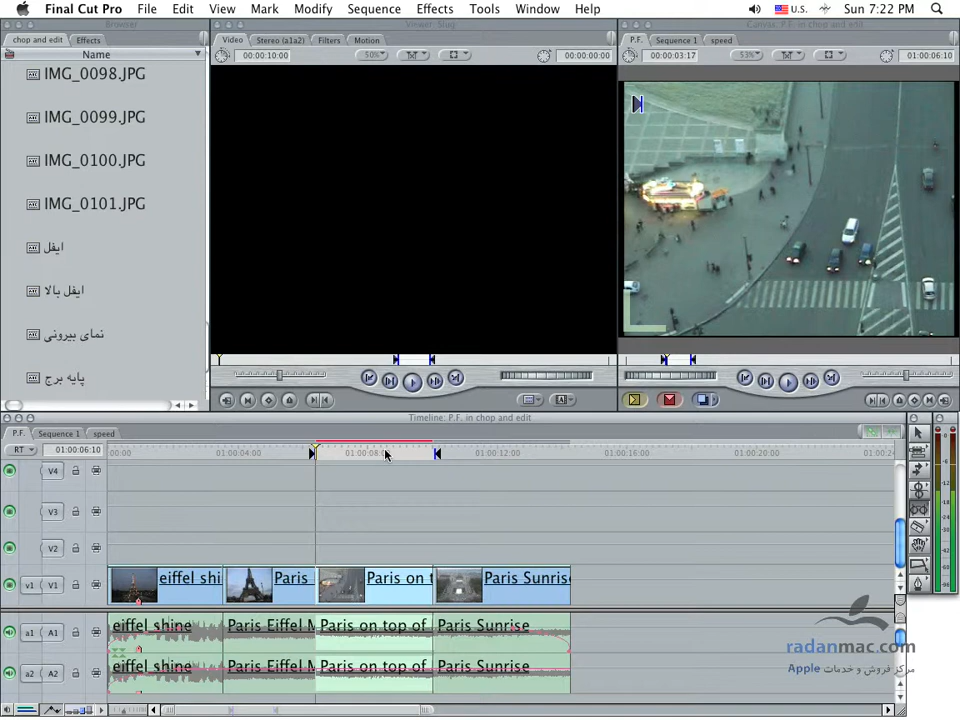 Final Cut Pro File Edit View Mark Modify Sequence Effects Tools Window Help U.S. Sun 7:22 PM
Browser
Viewer: Slug
Canvas: P.F. in chop and edit
chop and edit Effects
Video Stereo (a1a2) Filters Motion
P.F. Sequence 1 speed
Name
00:00:10:00 50% 00:00:00:00
00:00:03:17 53% 01:00:06:10
IMG_0098.JPG
IMG_0099.JPG
IMG_0100.JPG
IMG_0101.JPG
ایفل
ایفل بالا
نمای بیرونی
پایه برج
Timeline: P.F. in chop and edit
P.F. Sequence 1 speed
RT 01:00:06:10 00:00 01:00:04:00 01:00:08:0 01:00:12:00 01:00:16:00 01:00:20:00 01:00:24
V4
V3
V2
v1 V1 eiffel shi Paris Paris on t Paris Sunris
a1 A1 eiffel shine Paris Eiffel M Paris on top of Paris Sunrise
a2 A2 eiffel shine Paris Eiffel M Paris on top of Paris Sunrise
radanmac.com
مرکز فروش و خدمات Apple